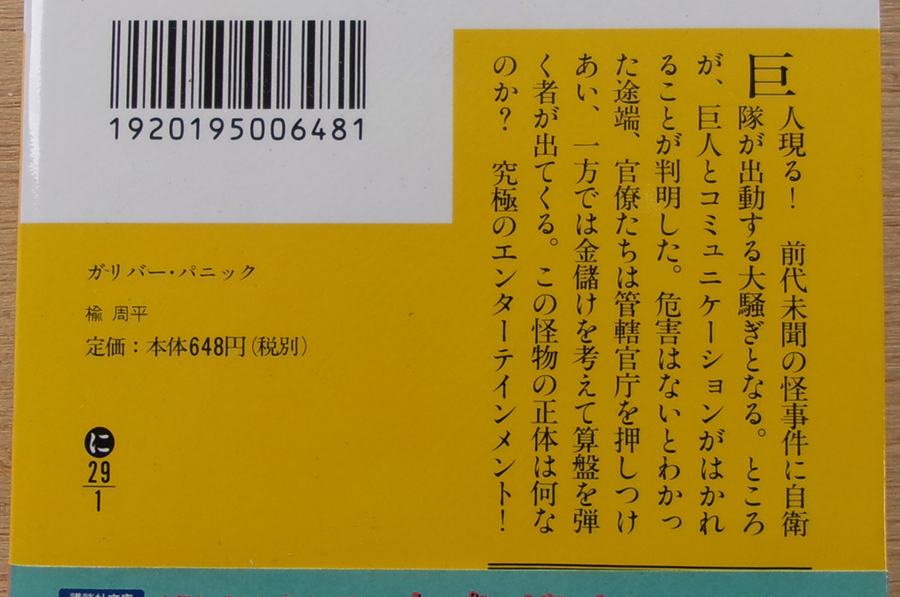 1920195006481
ガリバー・パニック
楡 周平
定価：本体648円（税別）
に
29
1
巨人現る！　前代未聞の怪事件に自衛
隊が出動する大騒ぎとなる。ところ
が、巨人とコミュニケーションがはかれ
ることが判明した。危害はないとわかっ
た途端、官僚たちは管轄官庁を押しつけ
あい、一方では金儲けを考えて算盤を弾
く者が出てくる。この怪物の正体は何な
のか？　究極のエンターテインメント！
講談社文庫